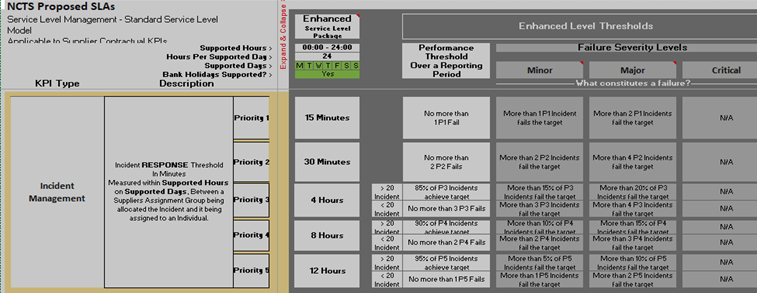 NCTS Proposed SLAs
Service Level Management - Standard Service Level
Model
Applicable to Supplier Contractual KPIs
Supported Hours >
Hours Per Supported Day >
Supported Days >
Bank Holidays Supported? >
KPI Type
Description
Expand & Collapse
Enhanced
Service Level
Package
00:00 - 24:00
24
M T W T F S S
Yes
Enhanced Level Thresholds
Performance
Threshold
Over a Reporting
Period
Failure Severity Levels
Minor
Major
Critical
What constitutes a failure?
Incident
Management
Incident RESPONSE Threshold
In Minutes
Measured within Supported Hours
on Supported Days, Between a
Suppliers Assignment Group being
allocated the Incident and it being
assigned to an Individual.
Priority 1
15 Minutes
No more than
1 P1 Fail
More than 1 P1 Incident
fails the target
More than 2 P1 Incident
fail the target
N/A
Priority 2
30 Minutes
No more than
2 P2 Fails
More than 2 P2 Incidents
fail the target
More than 4 P2 Incidents
fail the target
N/A
Priority 3
4 Hours
> 20
Incident
85% of P3 Incidents
achieve target
More than 15% of P3
Incidents fail the target
More than 20% of P3
Incidents fail the target
N/A
< 20
Incident
No more than 3 P3 Fails
More than 3 P3 Incidents
fail the target
More than 4 P3 Incidents
fail the target
N/A
Priority 4
8 Hours
> 20
Incident
90% of P4 Incidents
achieve target
More than 10% of P4
Incidents fail the target
More than 15% of P4
Incidents fail the target
N/A
< 20
Incident
No more than 2 P4 Fails
More than 2 P4 Incidents
fail the target
More than 3 P4 Incidents
fail the target
N/A
Priority 5
12 Hours
> 20
Incident
95% of P5 Incidents
achieve target
More than 5% of P5
Incidents fail the target
More than 10% of P5
Incidents fail the target
N/A
< 20
Incident
No more than 1 P5 Fails
More than 1 P5 Incidents
fail the target
More than 2 P5 Incidents
fail the target
N/A